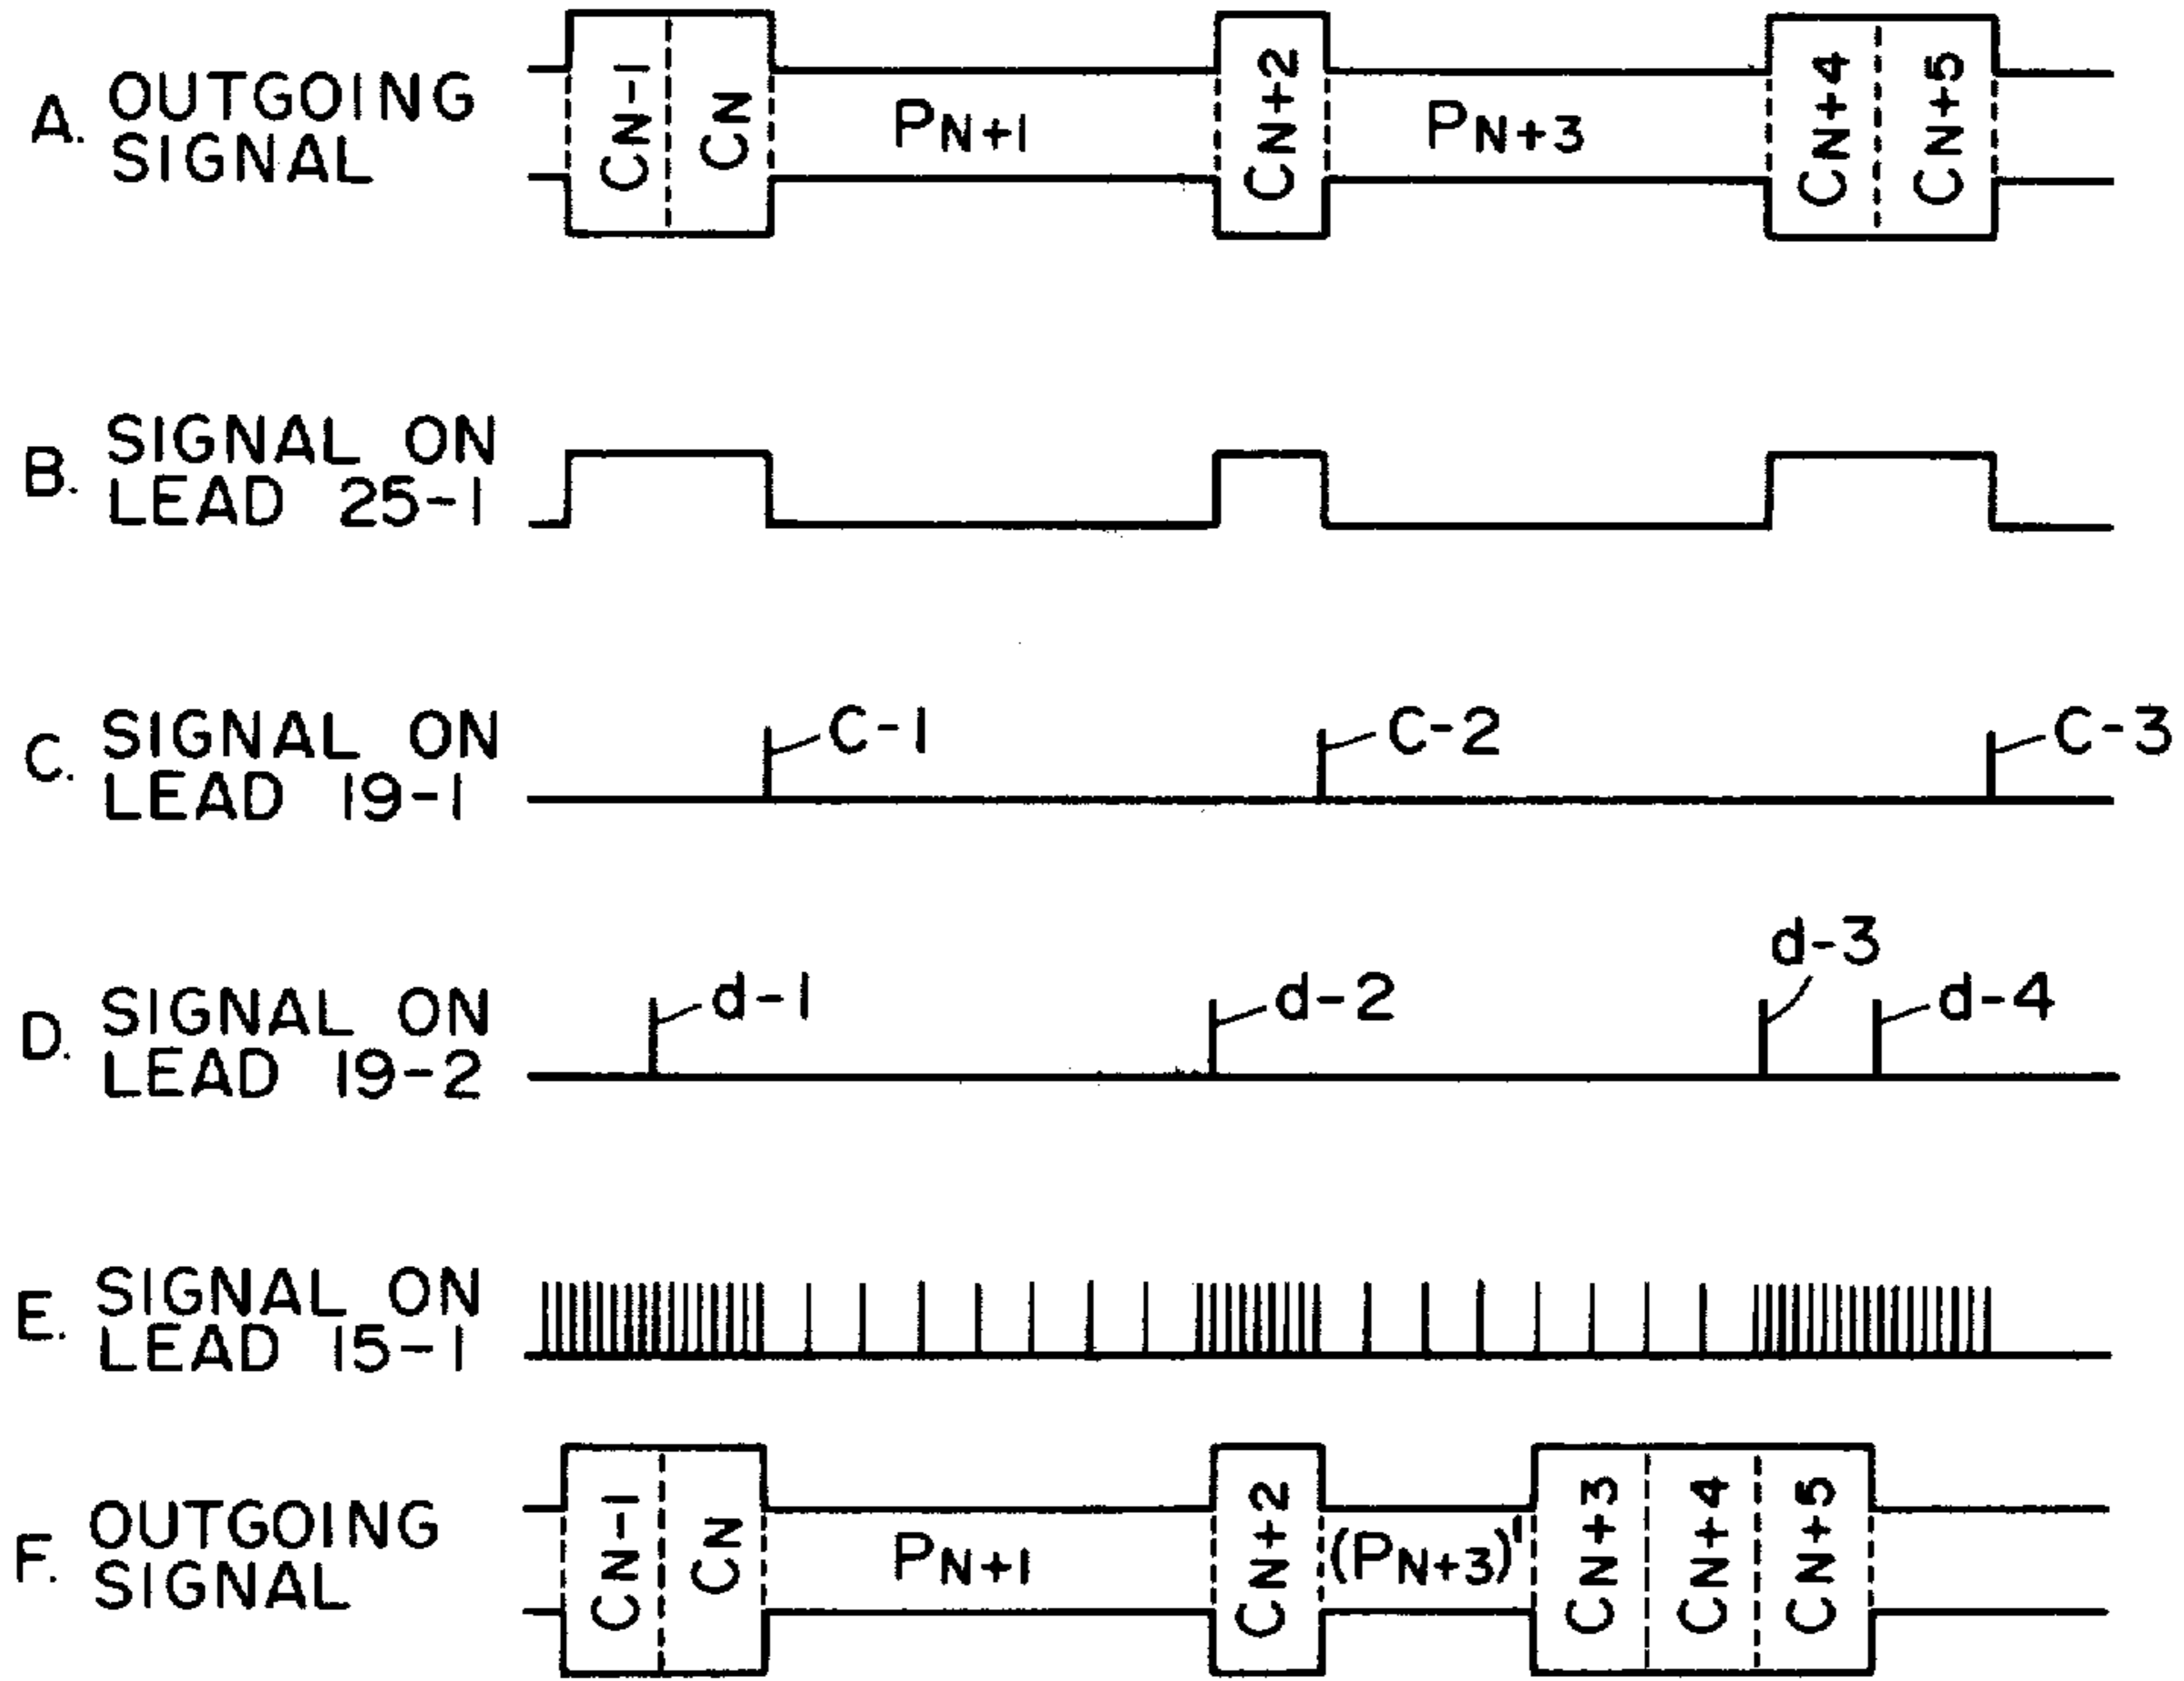 A. OUTGOING SIGNAL
CN-1 CN PN+1 CN+2 PN+3 CN+4 CN+5
B. SIGNAL ON LEAD 25-1
C. SIGNAL ON LEAD 19-1
C-1 C-2 C-3
D. SIGNAL ON LEAD 19-2
d-1 d-2 d-3 d-4
E. SIGNAL ON LEAD 15-1
F. OUTGOING SIGNAL
CN-1 CN PN+1 CN+2 (PN+3)' CN+3 CN+4 CN+5